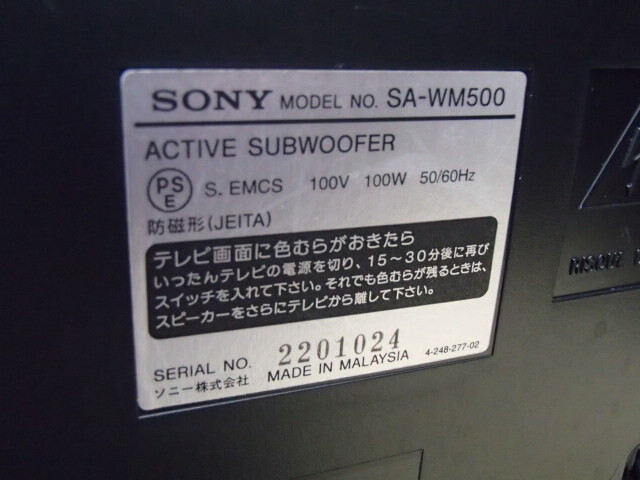 SONY MODEL NO. SA-WM500
ACTIVE SUBWOOFER
PS E S. EMCS 100V 100W 50/60Hz
防磁形(JEITA)
テレビ画面に色むらがおきたら
いったんテレビの電源を切り、15~30分後に再び
スイッチを入れて下さい。それでも色むらが残るときは、
スピーカーをさらにテレビから離して下さい。
SERIAL NO. 2201024
ソニー株式会社 MADE IN MALAYSIA 4-248-277-02